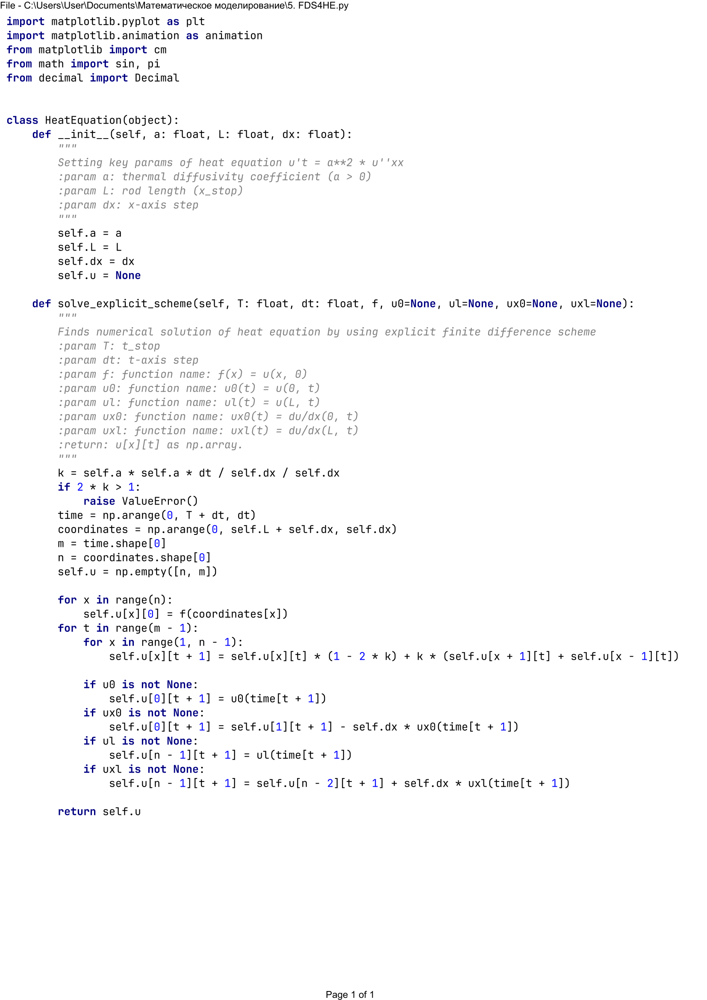 File - C:\Users\User\Documents\Математическое моделирование\5. FDS4HE.py
import matplotlib.pyplot as plt
import matplotlib.animation as animation
from matplotlib import cm
from math import sin, pi
from decimal import Decimal
class HeatEquation(object):
    def __init__(self, a: float, L: float, dx: float):
        """
        Setting key params of heat equation u't = a**2 * u''xx
        :param a: thermal diffusivity coefficient (a > 0)
        :param L: rod length (x_stop)
        :param dx: x-axis step
        """
        self.a = a
        self.L = L
        self.dx = dx
        self.u = None
    def solve_explicit_scheme(self, T: float, dt: float, f, u0=None, ul=None, ux0=None, uxl=None):
        """
        Finds numerical solution of heat equation by using explicit finite difference scheme
        :param T: t_stop
        :param dt: t-axis step
        :param f: function name: f(x) = u(x, 0)
        :param u0: function name: u0(t) = u(0, t)
        :param ul: function name: ul(t) = u(L, t)
        :param ux0: function name: ux0(t) = du/dx(0, t)
        :param uxl: function name: uxl(t) = du/dx(L, t)
        :return: u[x][t] as np.array.
        """
        k = self.a * self.a * dt / self.dx / self.dx
        if 2 * k > 1:
            raise ValueError()
        time = np.arange(0, T + dt, dt)
        coordinates = np.arange(0, self.L + self.dx, self.dx)
        m = time.shape[0]
        n = coordinates.shape[0]
        self.u = np.empty([n, m])
        for x in range(n):
            self.u[x][0] = f(coordinates[x])
        for t in range(m - 1):
            for x in range(1, n - 1):
                self.u[x][t + 1] = self.u[x][t] * (1 - 2 * k) + k * (self.u[x + 1][t] + self.u[x - 1][t])
            if u0 is not None:
                self.u[0][t + 1] = u0(time[t + 1])
            if ux0 is not None:
                self.u[0][t + 1] = self.u[1][t + 1] - self.dx * ux0(time[t + 1])
            if ul is not None:
                self.u[n - 1][t + 1] = ul(time[t + 1])
            if uxl is not None:
                self.u[n - 1][t + 1] = self.u[n - 2][t + 1] + self.dx * uxl(time[t + 1])
        return self.u
Page 1 of 1